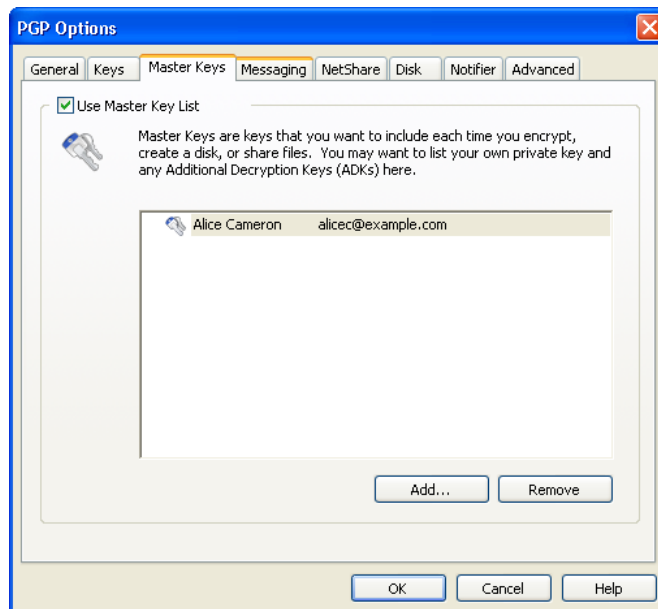 PGP Options
General Keys Master Keys Messaging NetShare Disk Notifier Advanced
Use Master Key List
Master Keys are keys that you want to include each time you encrypt,
create a disk, or share files. You may want to list your own private key and
any Additional Decryption Keys (ADKs) here.
Alice Cameron alicec@example.com
Add... Remove
OK Cancel Help